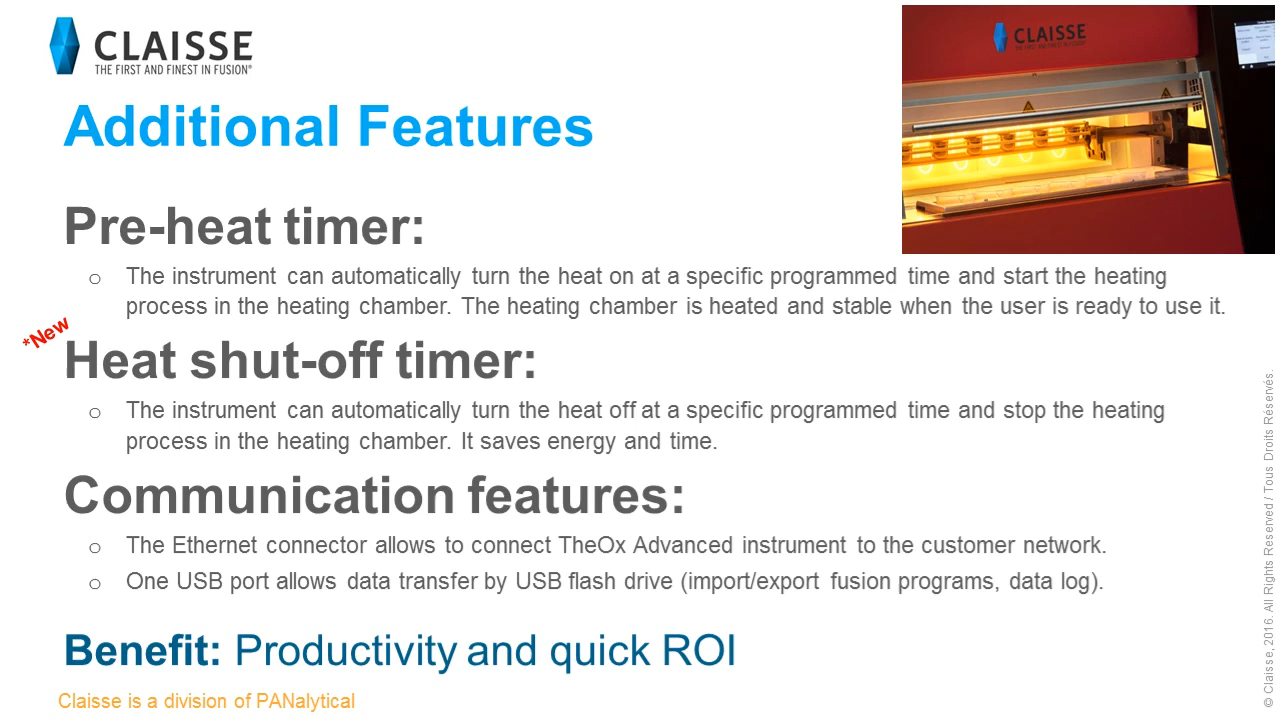 CLAISSE
THE FIRST AND FINEST IN FUSION®
CLAISSE
THE FIRST AND FINEST IN FUSION®
Additional Features
Pre-heat timer:
o The instrument can automatically turn the heat on at a specific programmed time and start the heating
process in the heating chamber. The heating chamber is heated and stable when the user is ready to use it.
*New
Heat shut-off timer:
o The instrument can automatically turn the heat off at a specific programmed time and stop the heating
process in the heating chamber. It saves energy and time.
Communication features:
o The Ethernet connector allows to connect TheOx Advanced instrument to the customer network.
o One USB port allows data transfer by USB flash drive (import/export fusion programs, data log).
Benefit: Productivity and quick ROI
Claisse is a division of PANalytical
© Claisse, 2016. All Rights Reserved / Tous Droits Réservés.